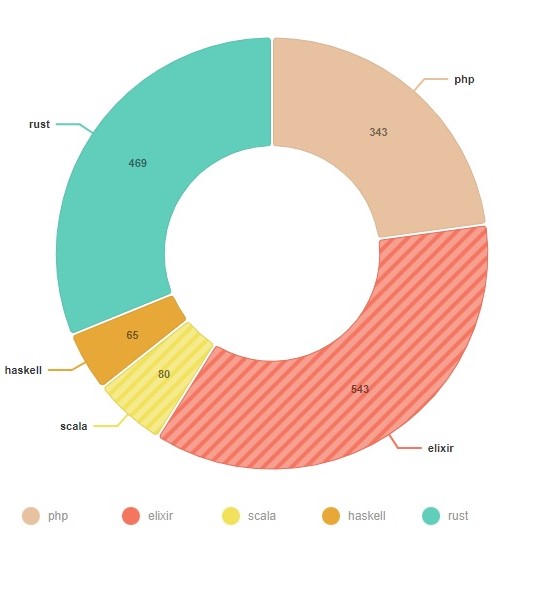 php
343
rust
469
65
haskell
80
543
scala
elixir
php elixir scala haskell rust